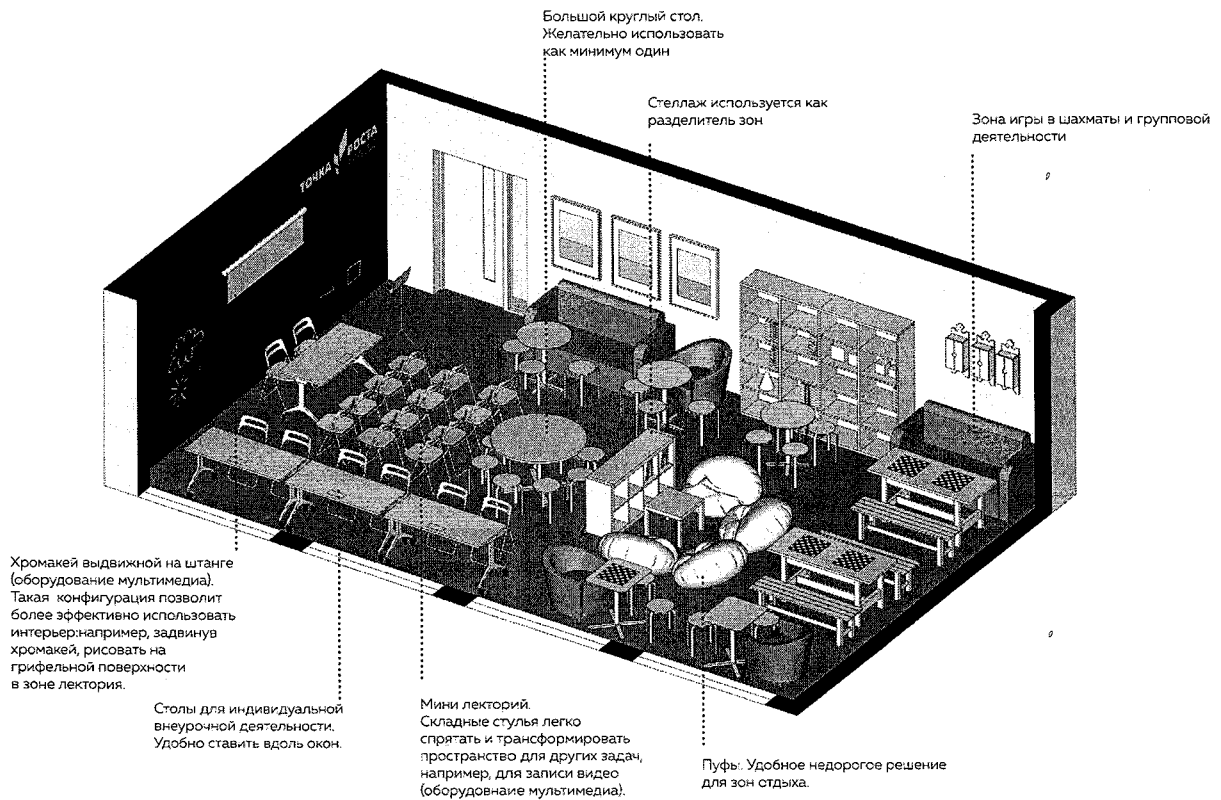 Большой круглый стол.
Желательно использовать
как минимум один
Стеллаж используется как
разделитель зон
Зона игры в шахматы и групповой
деятельности
ТОЧКА РОСТА
Хромакей выдвижной на штанге
(оборудование мультимедиа).
Такая конфигурация позволит
более эффективно использовать
интерьер:например, задвинув
хромакей, рисовать на
грифельной поверхности
в зоне лектория.
Столы для индивидуальной
внеурочной деятельности.
Удобно ставить вдоль окон.
Мини лекторий.
Складные стулья легко
спрятать и трансформировать
пространство для других задач,
например, для записи видео
(оборудовнаие мультимедиа).
Пуфы. Удобное недорогое решение
для зон отдыха.